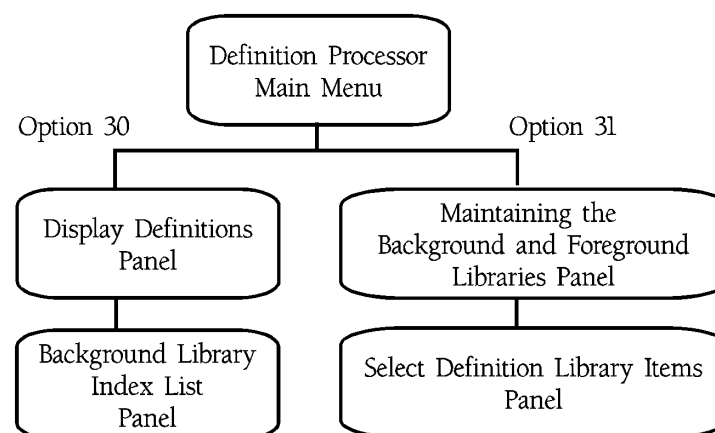 Definition Processor
Main Menu
Option 30
Option 31
Display Definitions
Panel
Maintaining the
Background and Foreground
Libraries Panel
Background Library
Index List
Panel
Select Definition Library Items
Panel